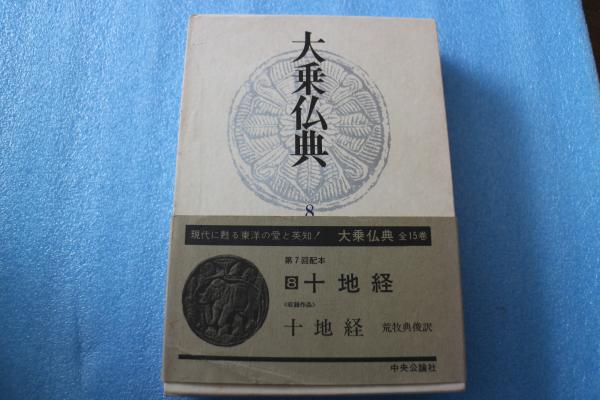 大乗仏典
8
現代に甦る東洋の愛と英知! 大乗仏典 全15巻
第7回配本
8 十地経
〈収録作品〉
十地経 荒牧典俊訳
中央公論社